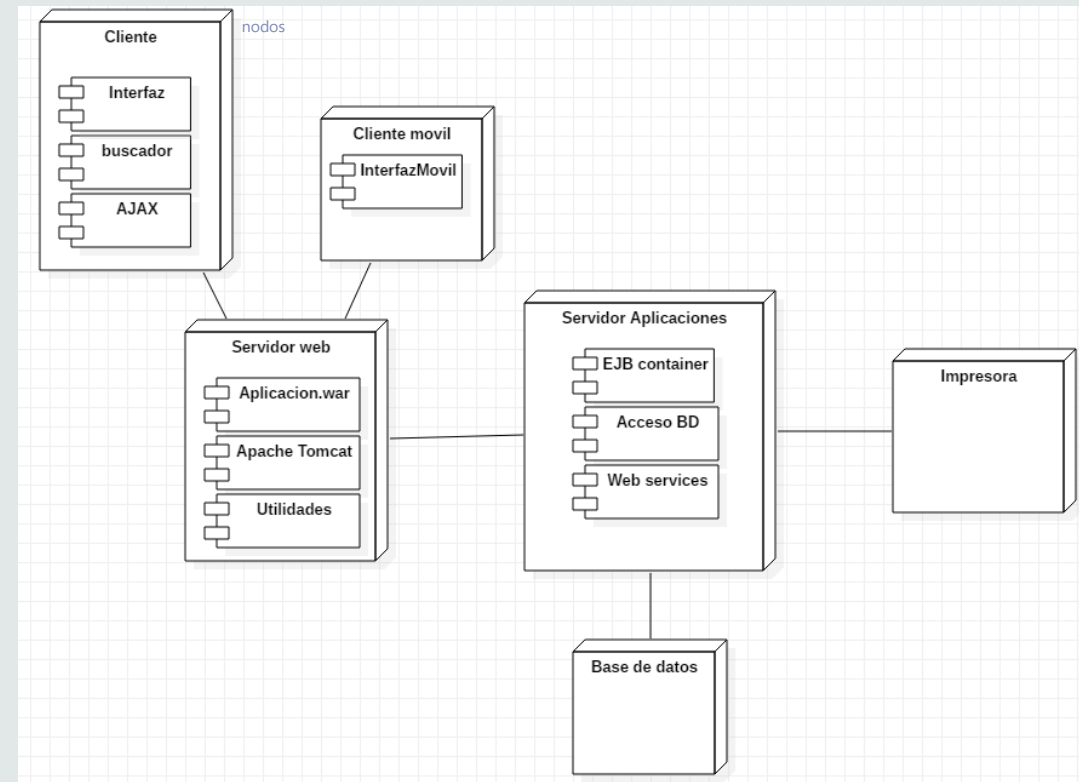 nodos
Cliente
Interfaz
buscador
AJAX
Cliente movil
InterfazMovil
Servidor web
Aplicacion.war
Apache Tomcat
Utilidades
Servidor Aplicaciones
EJB container
Acceso BD
Web services
Impresora
Base de datos